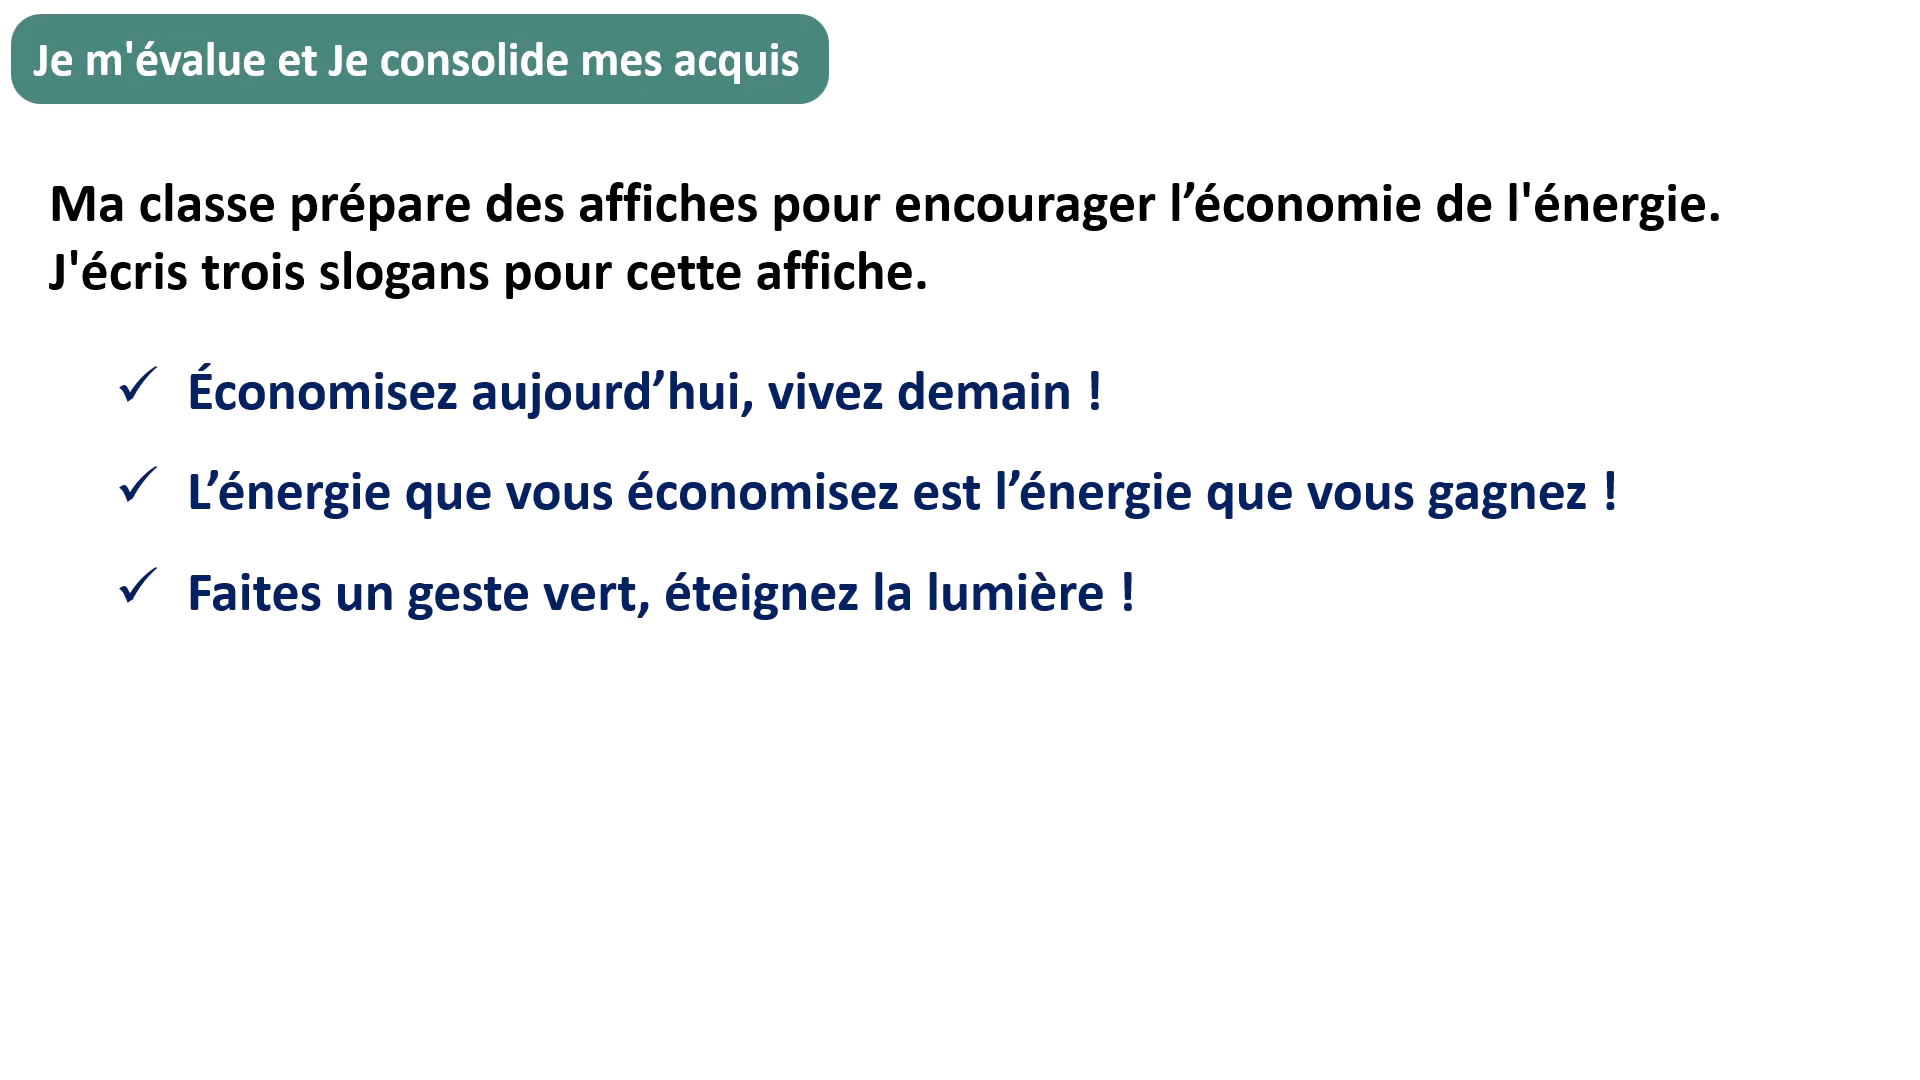 Je m'évalue et Je consolide mes acquis
Ma classe prépare des affiches pour encourager l’économie de l'énergie.
J'écris trois slogans pour cette affiche.
✓ Économisez aujourd’hui, vivez demain !
✓ L’énergie que vous économisez est l’énergie que vous gagnez !
✓ Faites un geste vert, éteignez la lumière !